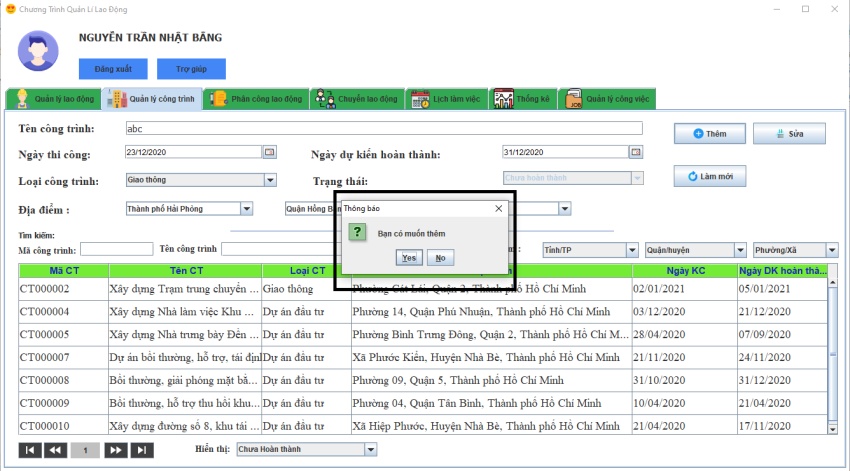 Chương Trình Quản Lí Lao Động
NGUYỄN TRẦN NHẬT BĂNG
Đăng xuất Trợ giúp
Quản lý lao động Quản lý công trình Phân công lao động Chuyển lao động Lịch làm việc Thống kê Quản lý công việc
Tên công trình: abc Thêm Sửa
Ngày thi công: 23/12/2020 Ngày dự kiến hoàn thành: 31/12/2020
Loại công trình: Giao thông Trạng thái: Chưa hoàn thành Làm mới
Địa điểm : Thành phố Hải Phòng Quận Hồng
Thông báo
Bạn có muốn thêm
Yes No
Tìm kiếm:
Mã công trình: Tên công trình : Tỉnh/TP Quận/huyện Phường/Xã
Mã CT Tên CT Loại CT Ngày KC Ngày DK hoàn thà...
CT000002 Xây dựng Trạm trung chuyển ... Giao thông Phường Cát Lái, Quận 2, Thành phố Hồ Chí Minh 02/01/2021 05/01/2021
CT000004 Xây dựng Nhà làm việc Khu ... Dự án đầu tư Phường 14, Quận Phú Nhuận, Thành phố Hồ Chí Minh 03/12/2020 21/12/2020
CT000005 Xây dựng Nhà trưng bày Đền ... Dự án đầu tư Phường Bình Trưng Đông, Quận 2, Thành phố Hồ Chí M... 28/04/2020 07/09/2020
CT000007 Dự án bồi thường, hỗ trợ, tái địn Dự án đầu tư Xã Phước Kiển, Huyện Nhà Bè, Thành phố Hồ Chí Minh 21/11/2020 24/11/2020
CT000008 Bồi thường, giải phóng mặt bằ... Dự án đầu tư Phường 09, Quận 5, Thành phố Hồ Chí Minh 31/10/2020 31/12/2020
CT000009 Bồi thường, hỗ trợ thu hồi khu... Dự án đầu tư Phường 04, Quận Tân Bình, Thành phố Hồ Chí Minh 10/04/2020 21/04/2020
CT000010 Xây dựng đường số 8, khu tái ... Dự án đầu tư Xã Hiệp Phước, Huyện Nhà Bè, Thành phố Hồ Chí Minh 21/04/2020 17/11/2020
1 Hiển thị: Chưa Hoàn thành